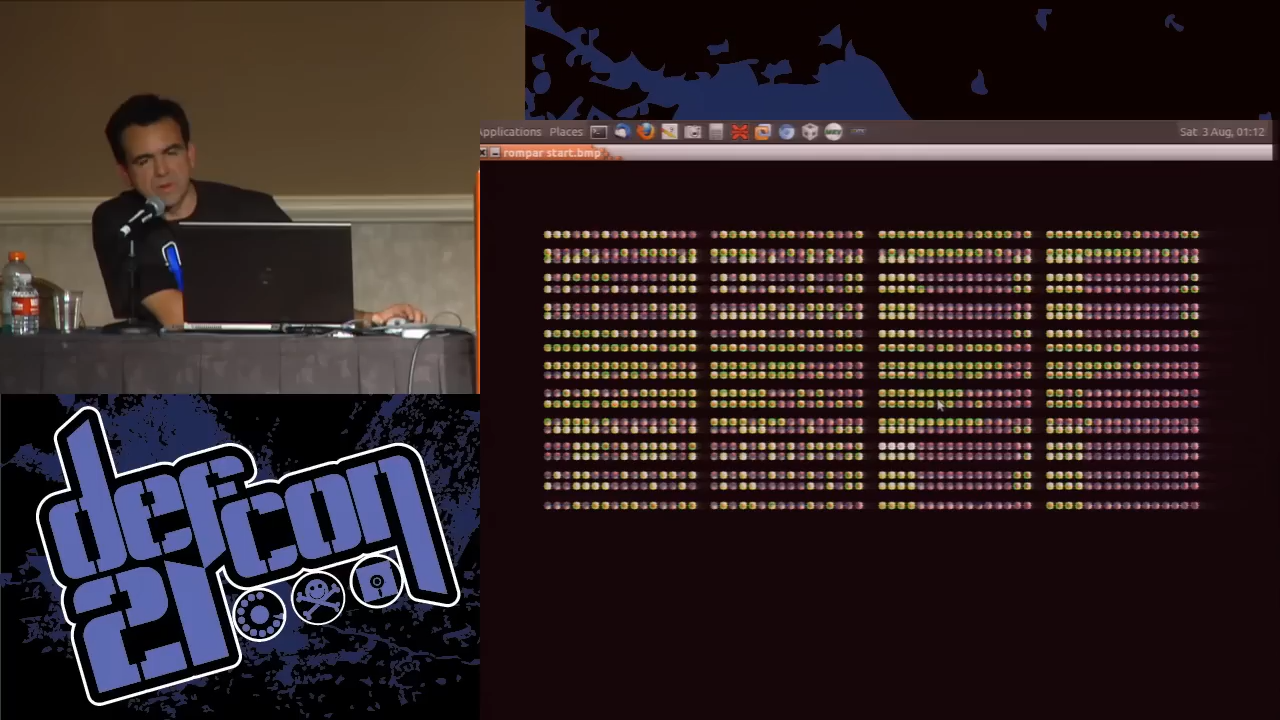 Applications Places
Sat 3 Aug, 01:12
rompar start.bmp
defcon
21